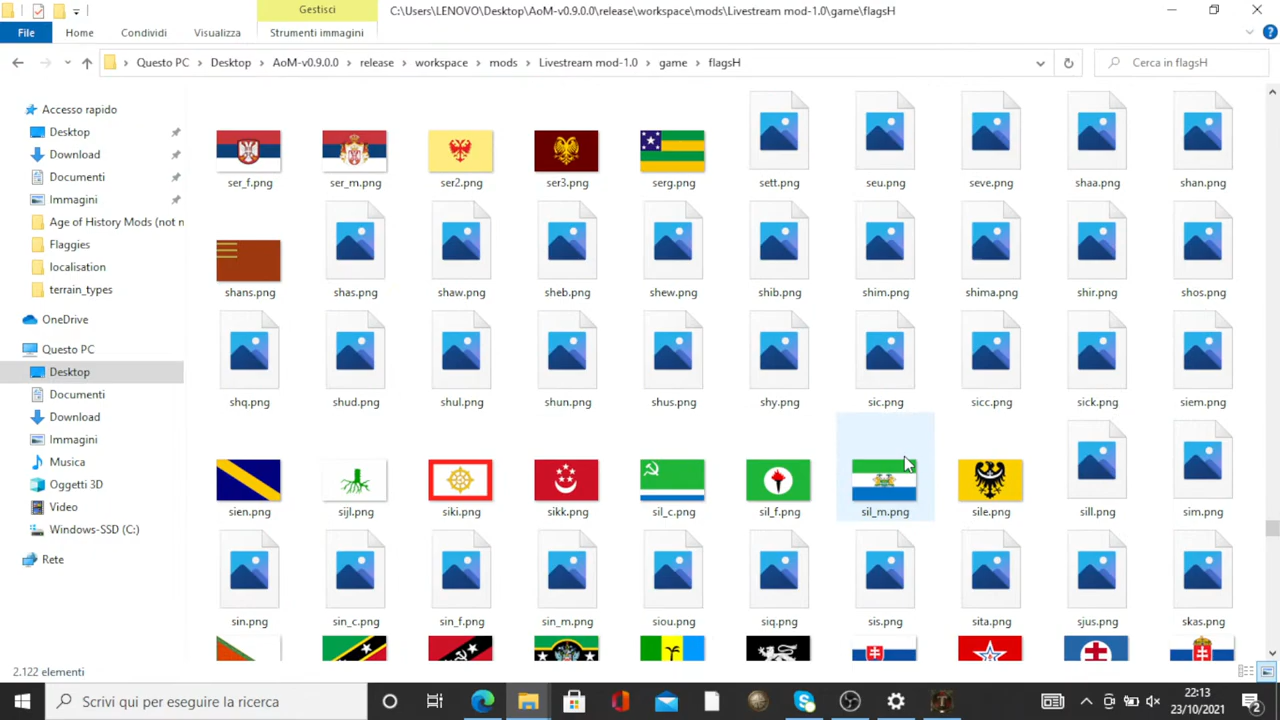 Gestisci
C:\Users\LENOVO\Desktop\AoM-v0.9.0.0\release\workspace\mods\Livestream mod-1.0\game\flagsH
File Home Condividi Visualizza Strumenti immagini
Questo PC > Desktop > AoM-v0.9.0.0 > release > workspace > mods > Livestream mod-1.0 > game > flagsH
Cerca in flagsH
Accesso rapido
Desktop
Download
Documenti
Immagini
Age of History Mods (not n
Flaggies
localisation
terrain_types
OneDrive
Questo PC
Desktop
Documenti
Download
Immagini
Musica
Oggetti 3D
Video
Windows-SSD (C:)
Rete
ser_f.png ser_m.png ser2.png ser3.png serg.png sett.png seu.png seve.png shaa.png shan.png
shans.png shas.png shaw.png sheb.png shew.png shib.png shim.png shima.png shir.png shos.png
shq.png shud.png shul.png shun.png shus.png shy.png sic.png sicc.png sick.png siem.png
sien.png sijl.png siki.png sikk.png sil_c.png sil_f.png sil_m.png sile.png sill.png sim.png
sin.png sin_c.png sin_f.png sin_m.png siou.png siq.png sis.png sita.png sjus.png skas.png
2.122 elementi
Scrivi qui per eseguire la ricerca
22:13
23/10/2021
2